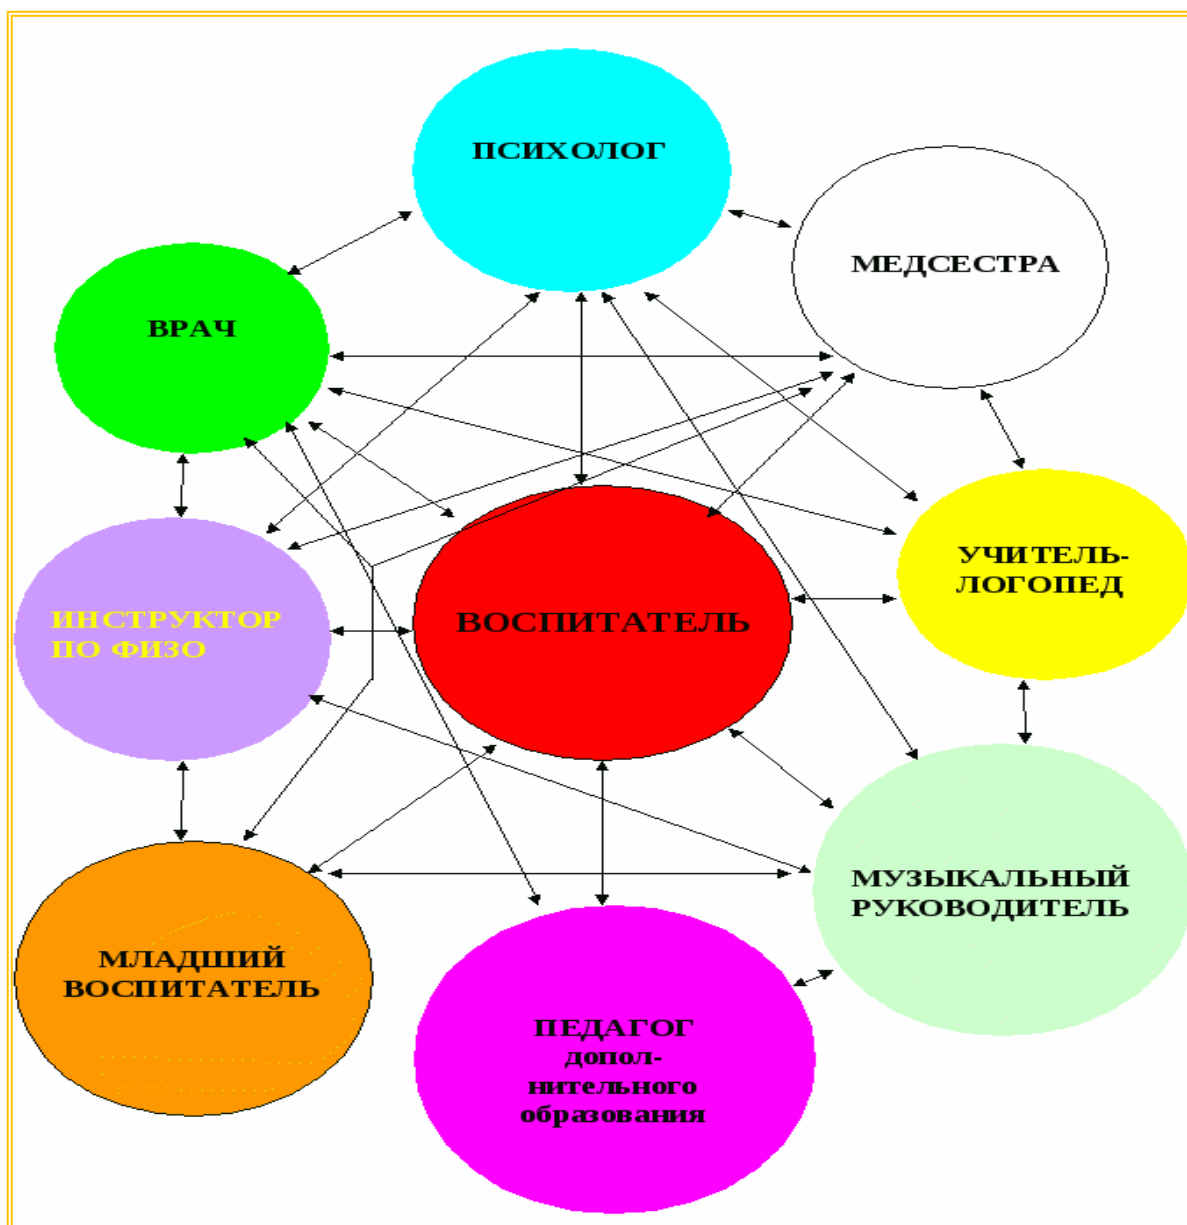 ПСИХОЛОГ
МЕДСЕСТРА
ВРАЧ
УЧИТЕЛЬ-
ЛОГОПЕД
ИНСТРУКТОР
ПО ФИЗО
ВОСПИТАТЕЛЬ
МУЗЫКАЛЬНЫЙ
РУКОВОДИТЕЛЬ
МЛАДШИЙ
ВОСПИТАТЕЛЬ
ПЕДАГОГ
допол-
нительного
образования